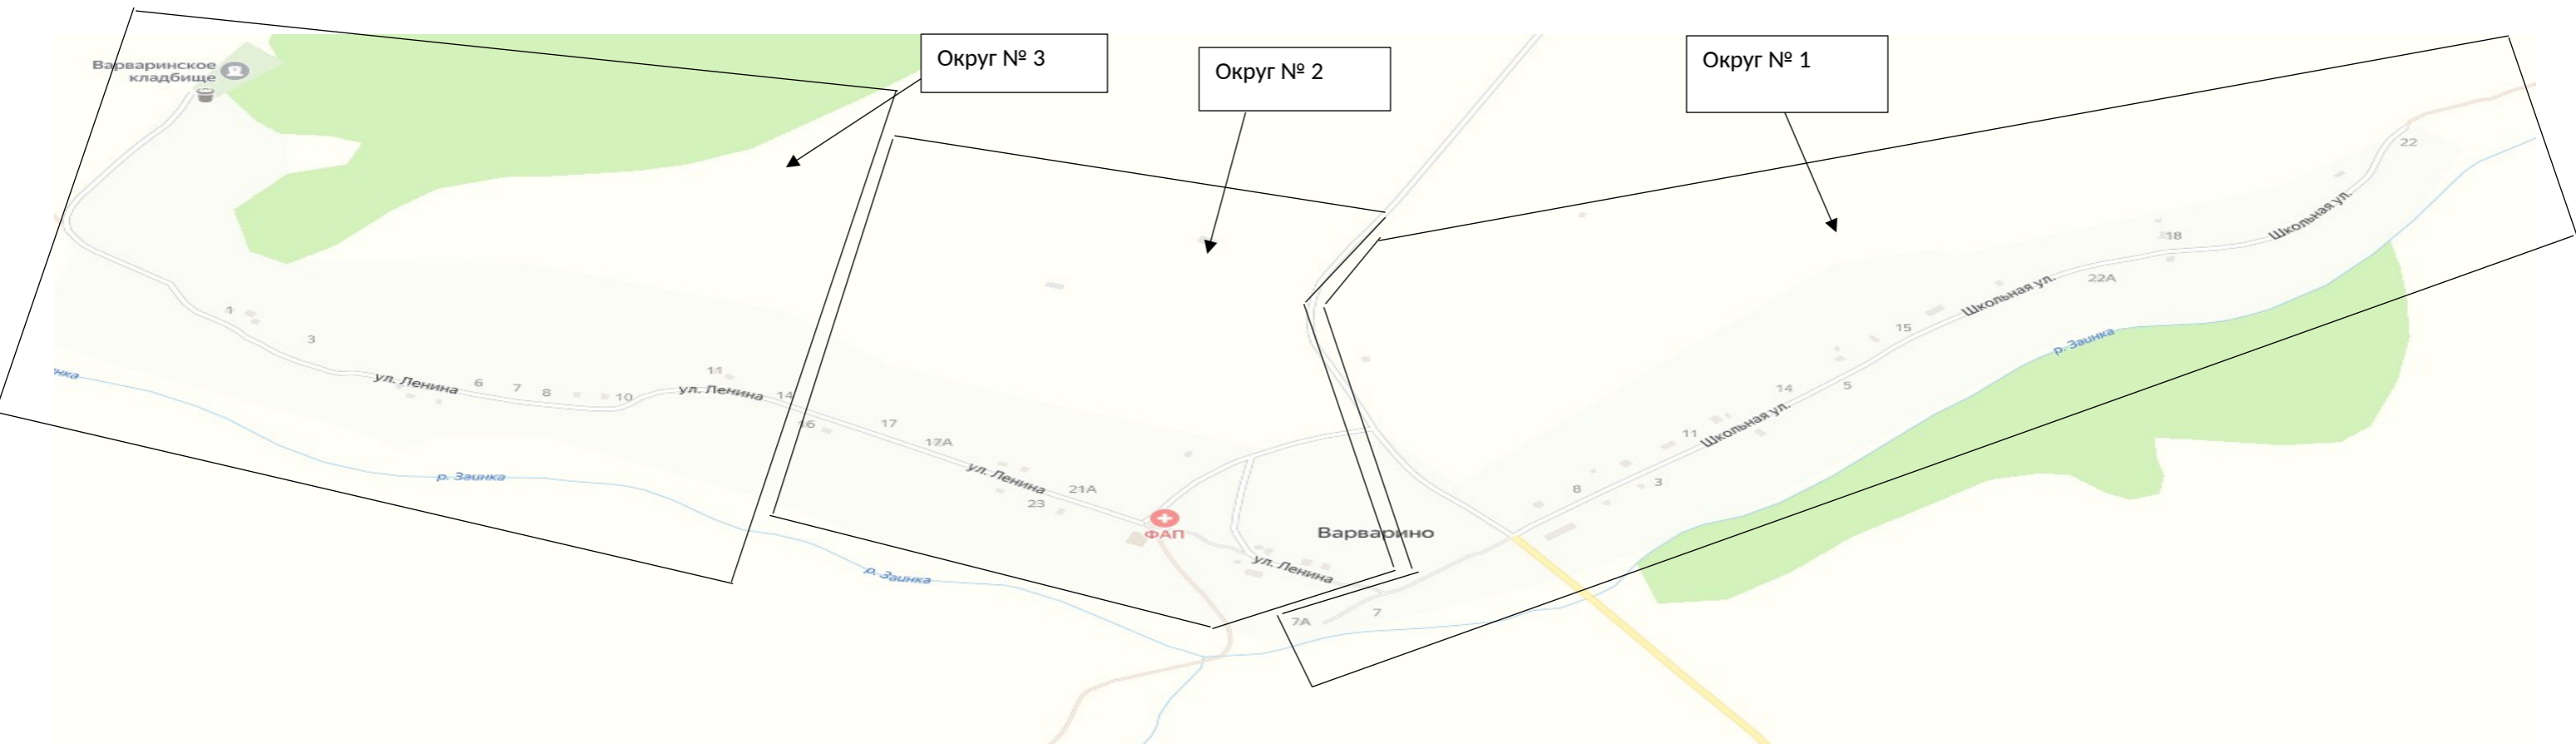 Округ № 3
Округ № 2
Округ № 1
Варваринское
кладбище
22
Школьная ул.
18
22А
Школьная ул.
15
р. Заинка
14
5
Школьная ул.
11
8
3
1
3
ул. Ленина
6
7
8
10
11
ул. Ленина
14
16
17
17А
ул. Ленина
21А
23
ФАП
Варварино
ул. Ленина
7
7А
нка
р. Заинка
р. Заинка